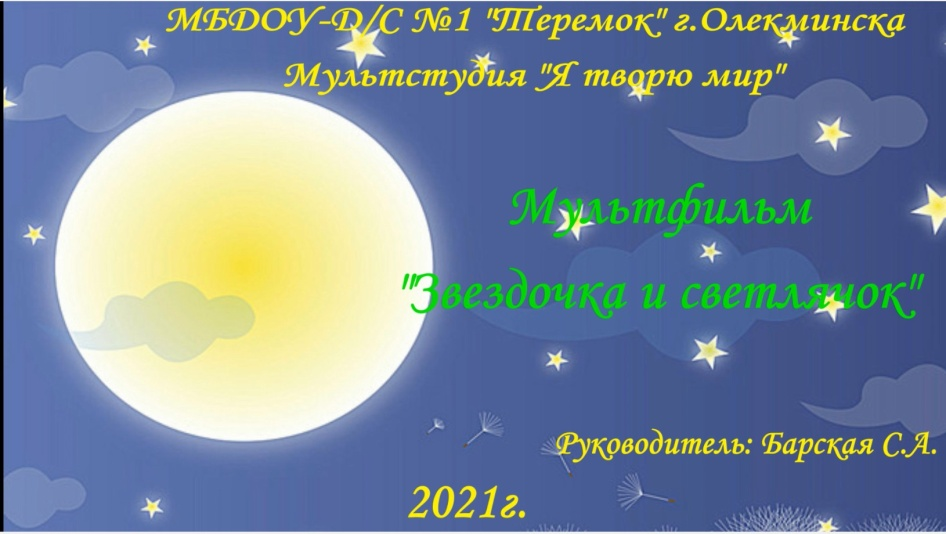 МБДОУ-Д/С №1 "Теремок" г.Олекминска
Мультстудия "Я творю мир"
Мультфильм
"Звездочка и светлячок"
Руководитель: Барская С.А.
2021г.